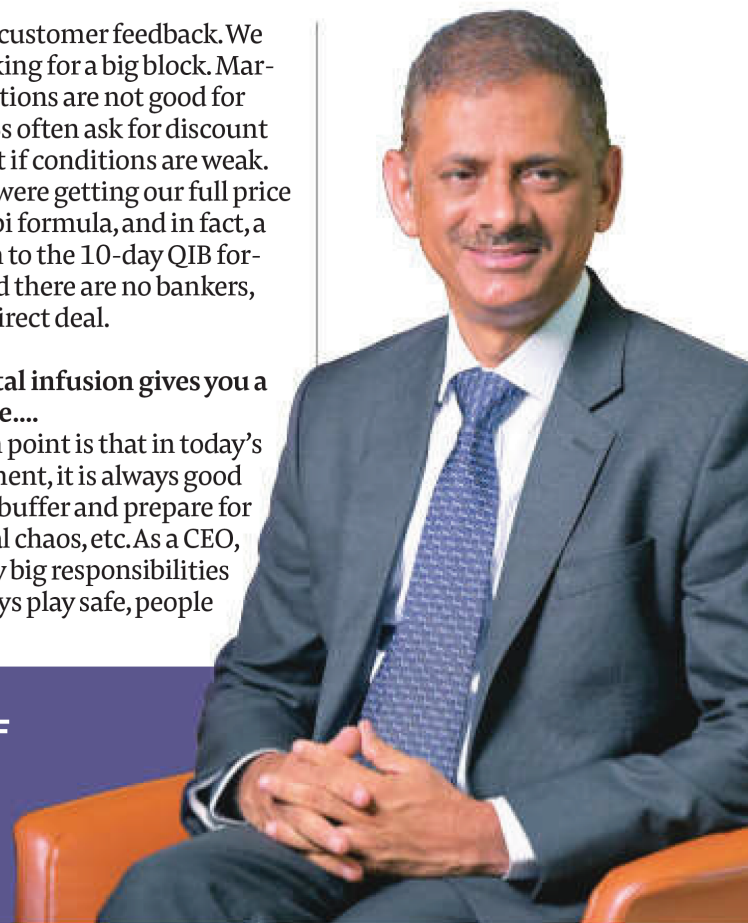 customer feedback. We
king for a big block. Mar-
tions are not good for
s often ask for discount
t if conditions are weak.
were getting our full price
oi formula, and in fact, a
n to the 10-day QIB for-
d there are no bankers,
irect deal.
tal infusion gives you a
e....
n point is that in today's
ment, it is always good
buffer and prepare for
al chaos, etc. As a CEO,
y big responsibilities
ys play safe, people
F